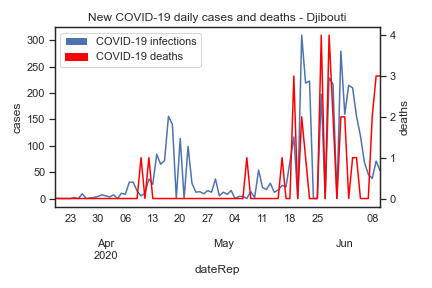 New COVID-19 daily cases and deaths - Djibouti
COVID-19 infections
COVID-19 deaths
300
250
200
150
100
50
0
cases
4
3
2
1
0
deaths
23 30 06 13 20 27 04 11 18 25 08
Apr May Jun
2020
dateRep